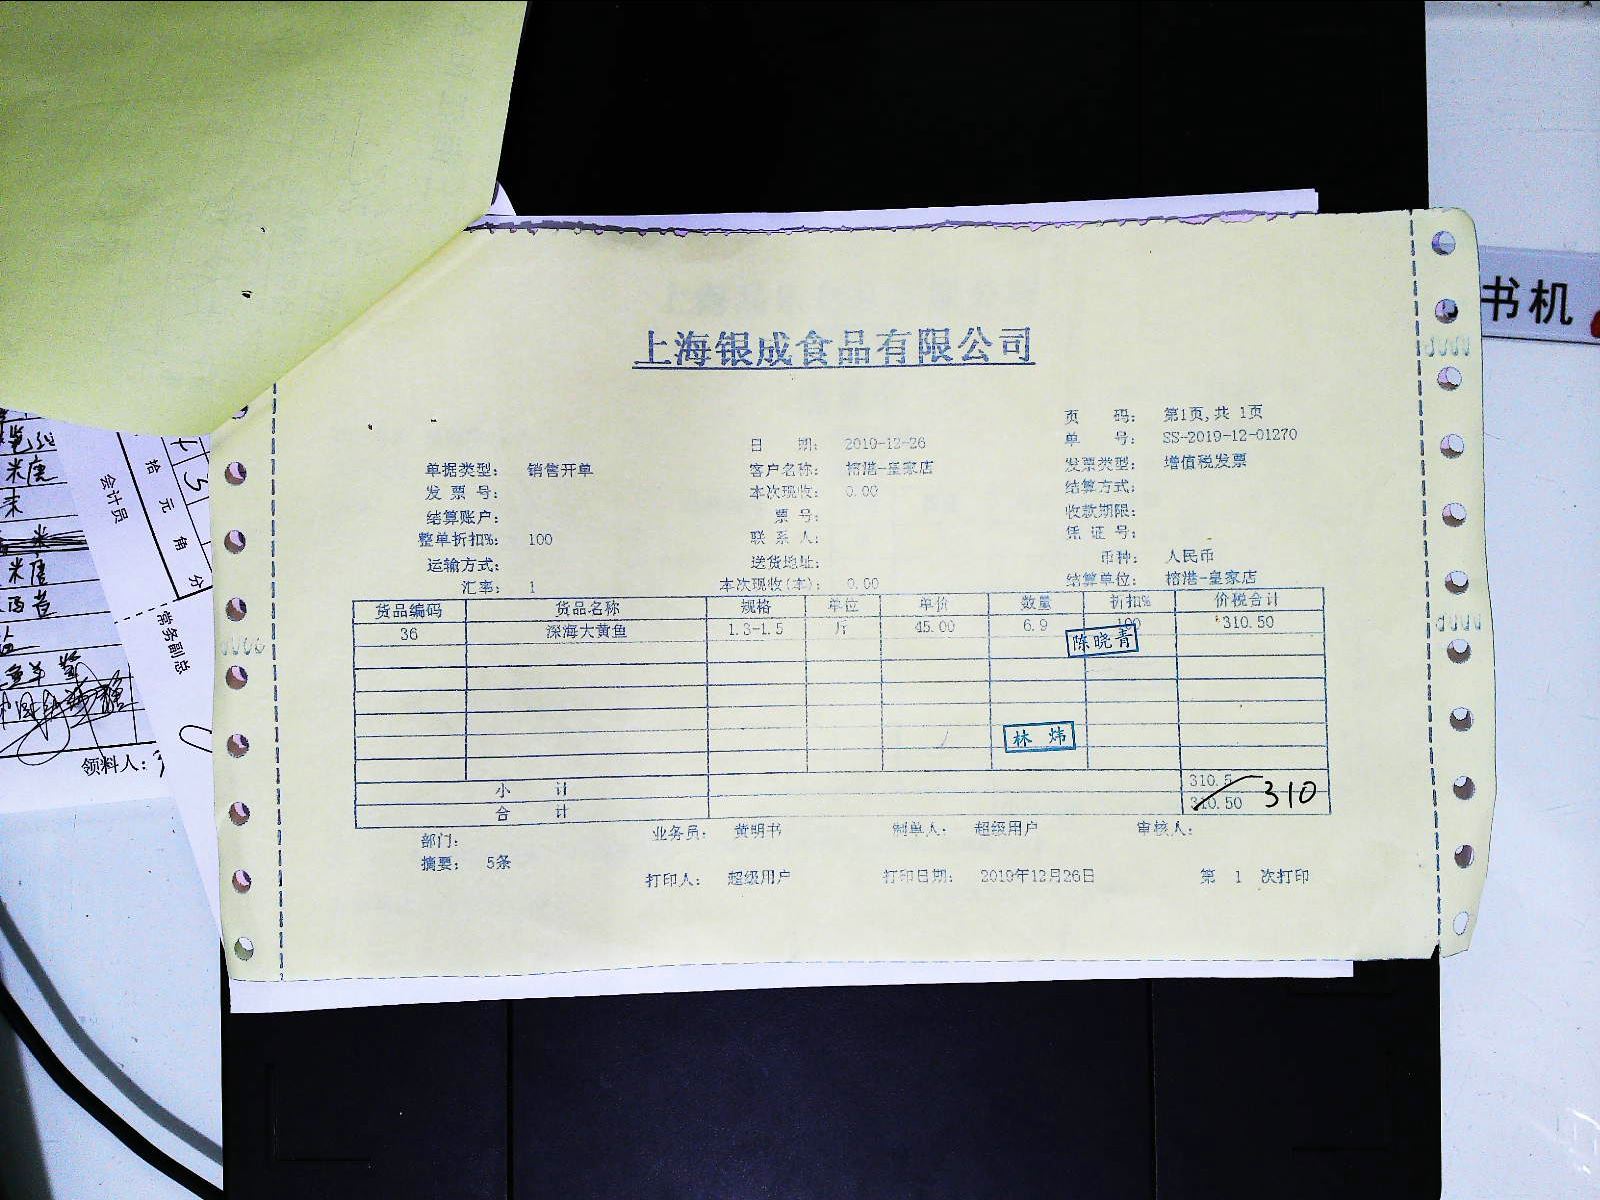 上海银成食品有限公司
页 码: 第1页,共 1页
日 期: 2019-12-26 单 号: SS-2019-12-01270
单据类型: 销售开单 客户名称: 榕港-皇家店 发票类型: 增值税发票
发 票 号: 本次现收: 0.00 结算方式:
结算账户: 票 号: 收款期限:
整单折扣%: 100 联 系 人: 凭 证 号:
运输方式: 送货地址: 币种: 人民币
汇率: 1 本次现收(本): 0.00 结算单位: 榕港-皇家店
货品编码 货品名称 规格 单位 单价 数量 折扣% 价税合计
36 深海大黄鱼 1.3-1.5 斤 45.00 6.9 100 310.50
陈晓青
林 炜
小 计 310.5
合 计 310.50 310
部门: 业务员: 黄明书 制单人: 超级用户 审核人:
摘要: 5条
打印人: 超级用户 打印日期: 2019年12月26日 第 1 次打印
书机
拾 元 角 分
会计员
常务副总
领料人:
米唐
米
米唐